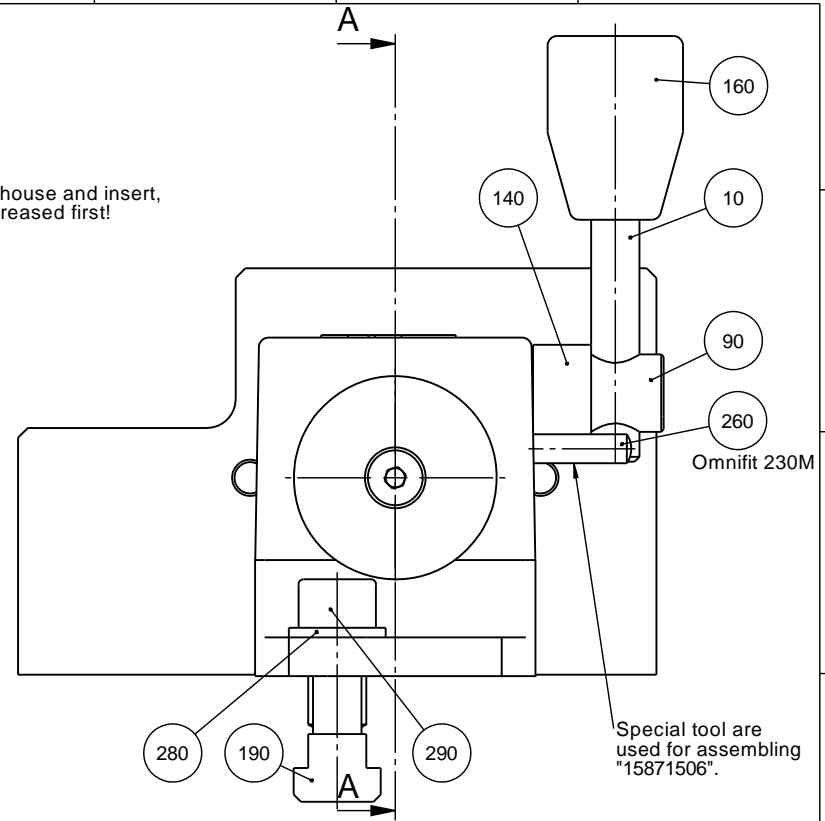 A
160
house and insert,
reased first!
140
10
90
260
Omnifit 230M
280
190
290
Special tool are
used for assembling
"15871506".
A